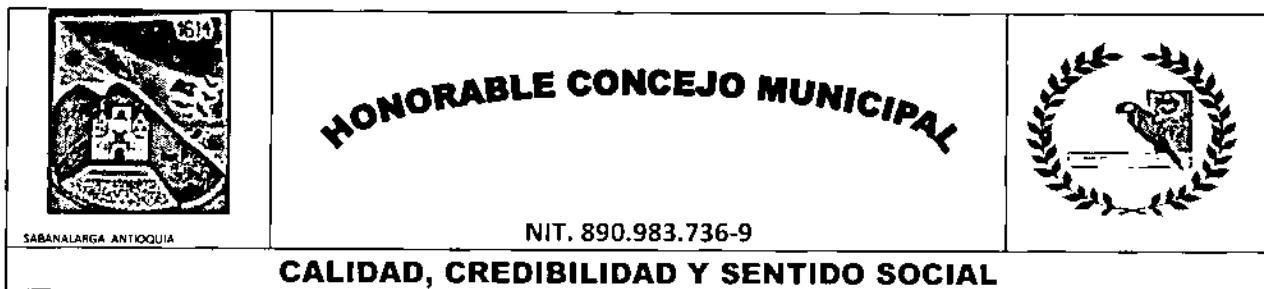 1614
HONORABLE CONCEJO MUNICIPAL
SABANALARGA ANTIOQUIA
NIT. 890.983.736-9
CALIDAD, CREDIBILIDAD Y SENTIDO SOCIAL